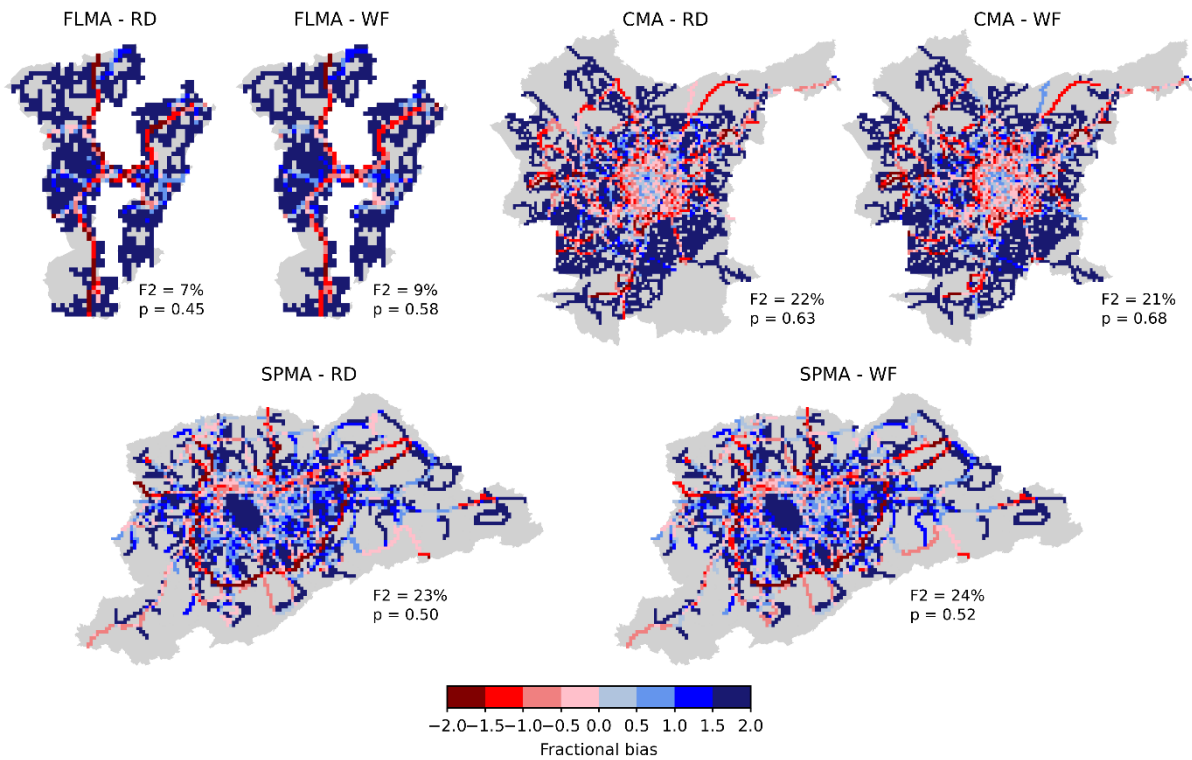 FLMA - RD
FLMA - WF
CMA - RD
CMA - WF
F2 = 7%
p = 0.45
F2 = 9%
p = 0.58
F2 = 22%
p = 0.63
F2 = 21%
p = 0.68
SPMA - RD
SPMA - WF
F2 = 23%
p = 0.50
F2 = 24%
p = 0.52
−2.0 −1.5 −1.0 −0.5 0.0 0.5 1.0 1.5 2.0
Fractional bias